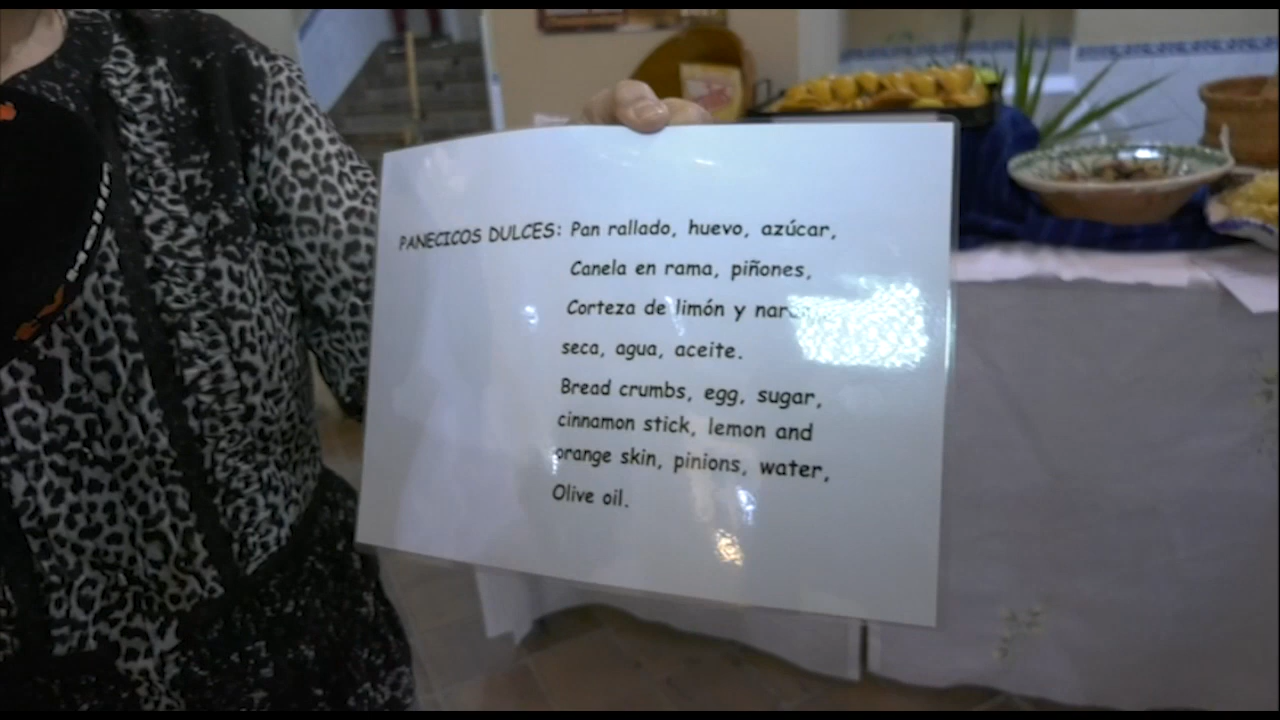 PANECICOS DULCES: Pan rallado, huevo, azúcar,
Canela en rama, piñones,
Corteza de limón y
seca, agua, aceite.
Bread crumbs, egg, sugar,
cinnamon stick, lemon and
orange skin, pinions, water,
Olive oil.